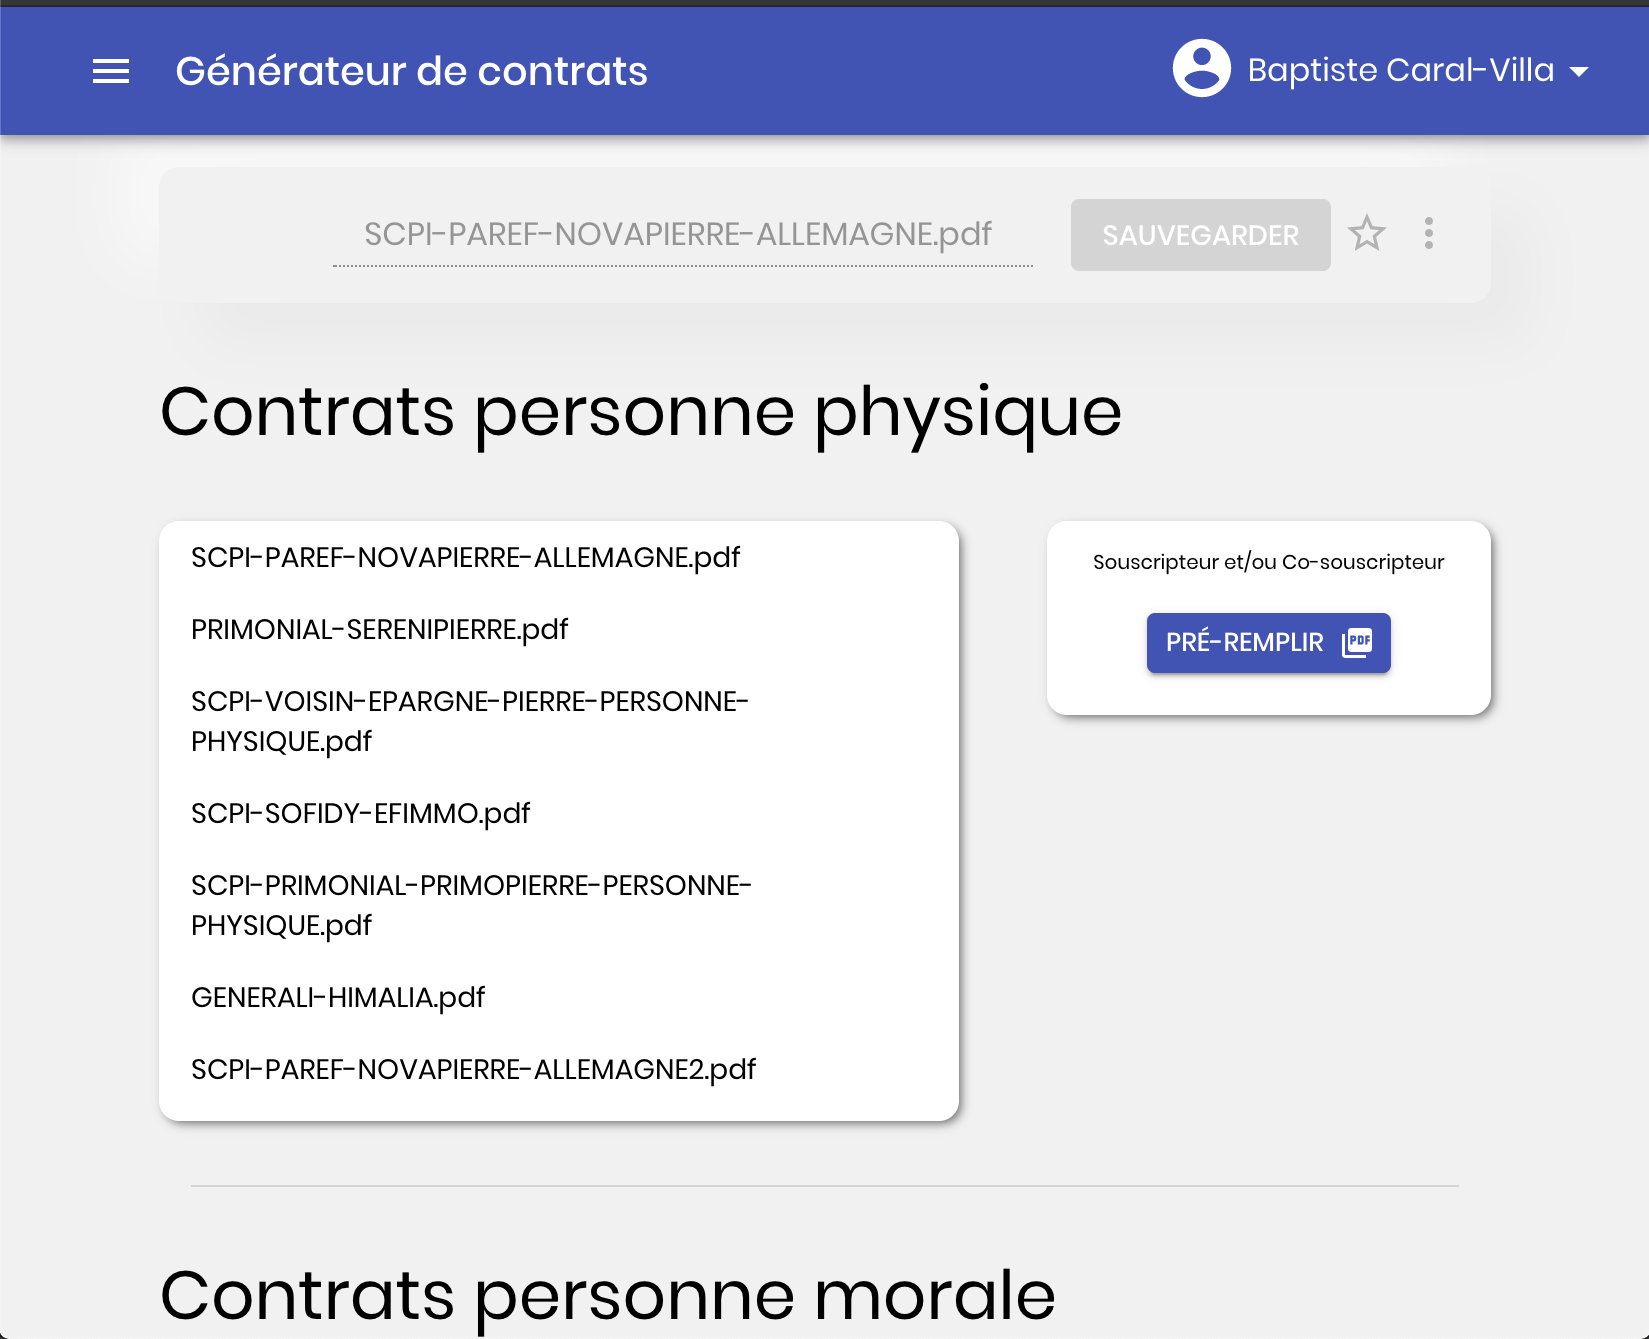 Générateur de contrats
Baptiste Caral-Villa
SCPI-PAREF-NOVAPIERRE-ALLEMAGNE.pdf
SAUVEGARDER
Contrats personne physique
SCPI-PAREF-NOVAPIERRE-ALLEMAGNE.pdf
PRIMONIAL-SERENIPIERRE.pdf
SCPI-VOISIN-EPARGNE-PIERRE-PERSONNE-
PHYSIQUE.pdf
SCPI-SOFIDY-EFIMMO.pdf
SCPI-PRIMONIAL-PRIMOPIERRE-PERSONNE-
PHYSIQUE.pdf
GENERALI-HIMALIA.pdf
SCPI-PAREF-NOVAPIERRE-ALLEMAGNE2.pdf
Souscripteur et/ou Co-souscripteur
PRÉ-REMPLIR PDF
Contrats personne morale